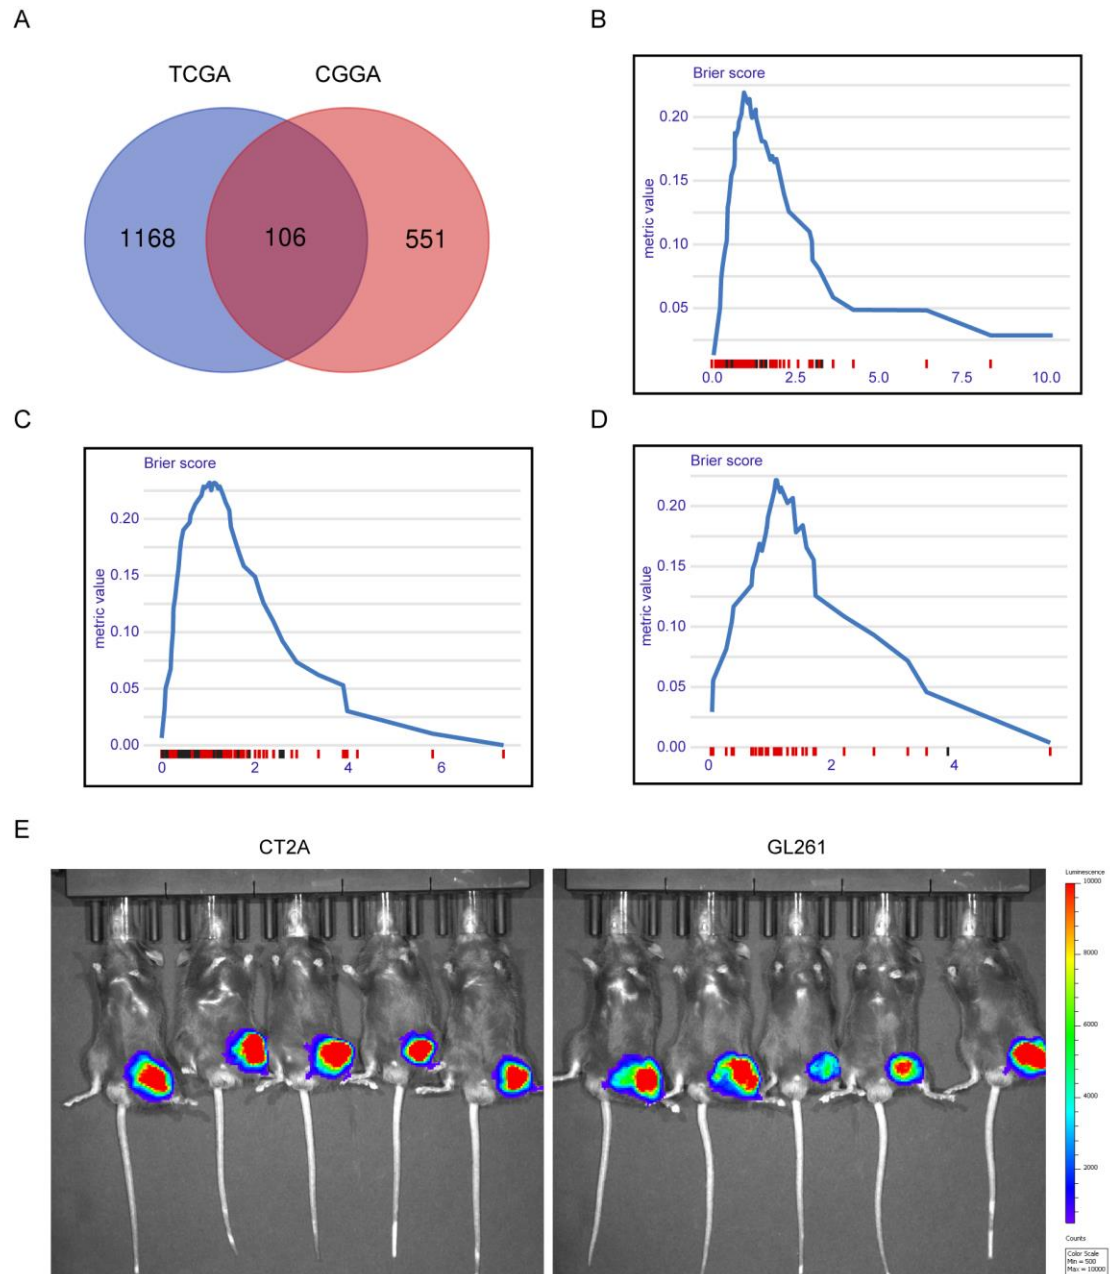 A
TCGA
CGGA
1168
106
551
B
Brier score
metric value
0.20
0.15
0.10
0.05
0.0 2.5 5.0 7.5 10.0
C
Brier score
metric value
0.20
0.15
0.10
0.05
0.00
0 2 4 6
D
Brier score
metric value
0.20
0.15
0.10
0.05
0.00
0 2 4
E
CT2A
GL261
Luminescence
10000
8000
6000
4000
2000
Counts
Color Scale
Min = 500
Max = 10000